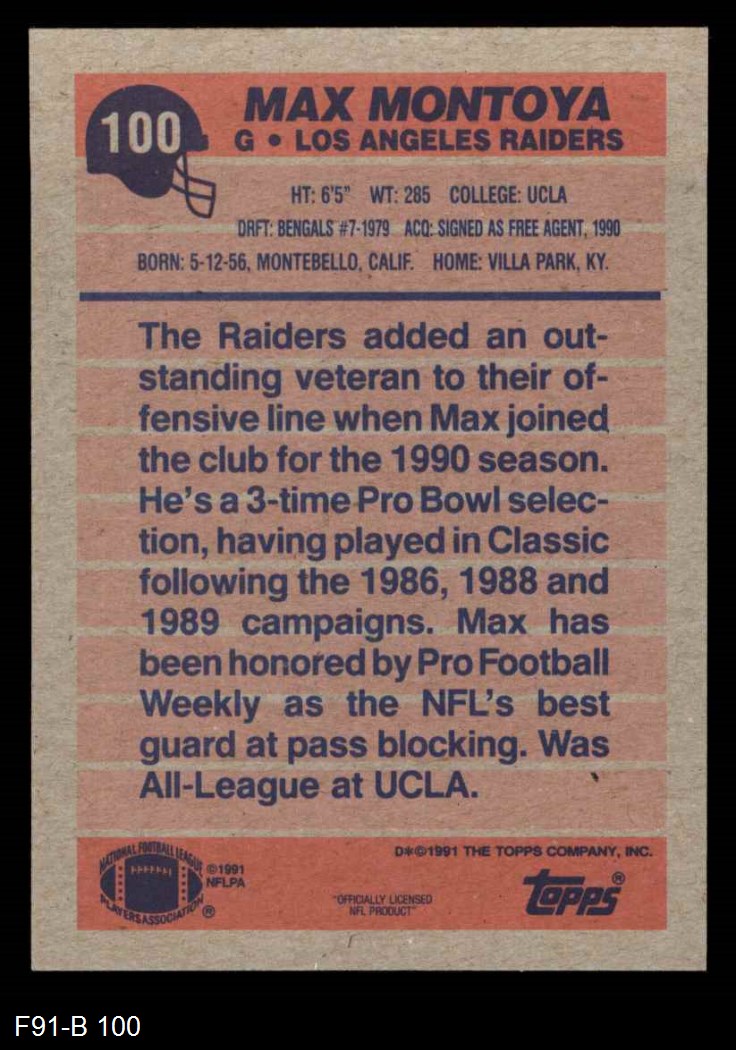 100
MAX MONTOYA
G • LOS ANGELES RAIDERS
HT: 6'5" WT: 285 COLLEGE: UCLA
DRFT: BENGALS #7-1979 ACQ: SIGNED AS FREE AGENT, 1990
BORN: 5-12-56, MONTEBELLO, CALIF. HOME: VILLA PARK, KY.
The Raiders added an out-
standing veteran to their of-
fensive line when Max joined
the club for the 1990 season.
He's a 3-time Pro Bowl selec-
tion, having played in Classic
following the 1986, 1988 and
1989 campaigns. Max has
been honored by Pro Football
Weekly as the NFL's best
guard at pass blocking. Was
All-League at UCLA.
NATIONAL FOOTBALL LEAGUE
PLAYERS ASSOCIATION ®
©1991
NFLPA
"OFFICIALLY LICENSED
NFL PRODUCT"
D*©1991 THE TOPPS COMPANY, INC.
topps®
F91-B 100